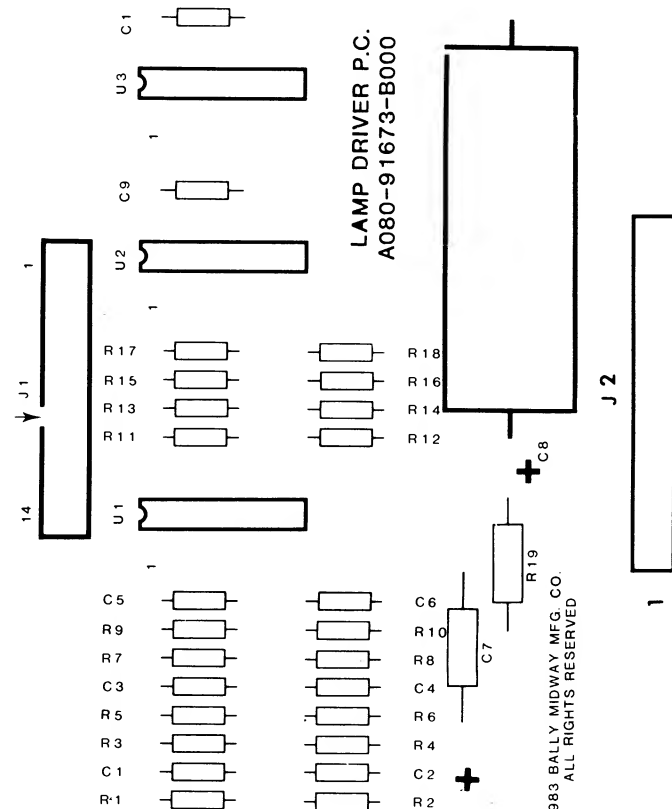 C1
U3
1
C9
LAMP DRIVER P.C.
A080-91673-B000
1
U2
1
J1
R17
R18
R15
R16
R13
R14
R11
R12
J2
C8
14
U1
1
R19
C5
C6
R9
R10
R7
R8
C7
C3
C4
R5
R6
R3
R4
C1
C2
R1
R2
1
983 BALLY MIDWAY MFG. CO.
ALL RIGHTS RESERVED